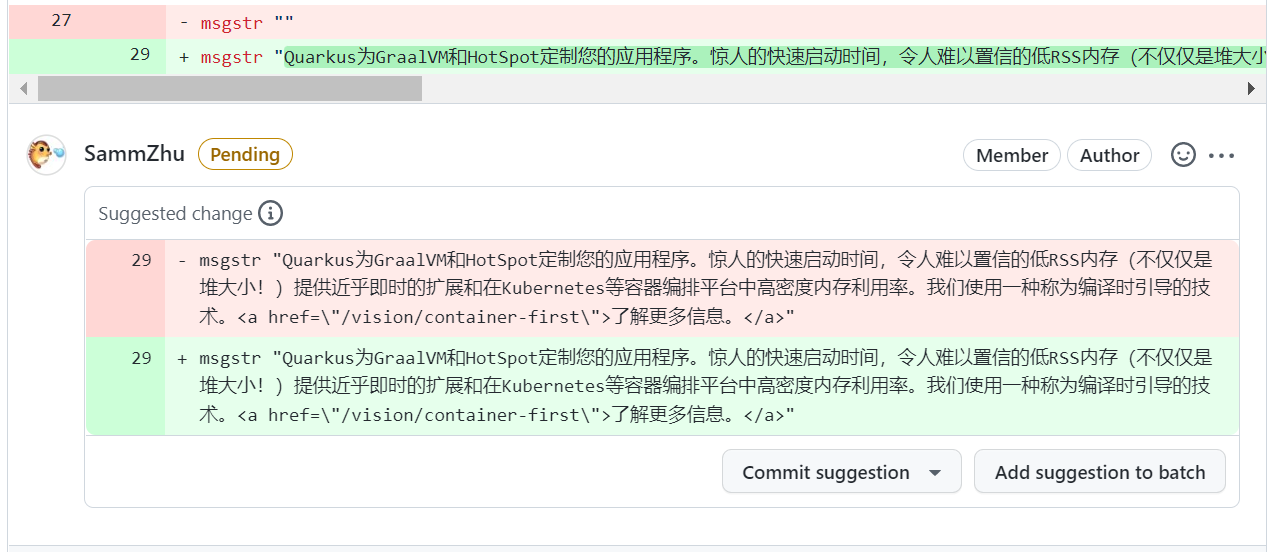 27 - msgstr ""
29 + msgstr "Quarkus为GraalVM和HotSpot定制您的应用程序。惊人的快速启动时间，令人难以置信的低RSS内存（不仅仅是堆大小
SammZhu Pending Member Author
Suggested change
29 - msgstr "Quarkus为GraalVM和HotSpot定制您的应用程序。惊人的快速启动时间，令人难以置信的低RSS内存（不仅仅是
堆大小！）提供近乎即时的扩展和在Kubernetes等容器编排平台中高密度内存利用率。我们使用一种称为编译时引导的技
术。<a href=\"/vision/container-first\">了解更多信息。</a>"
29 + msgstr "Quarkus为GraalVM和HotSpot定制您的应用程序。惊人的快速启动时间，令人难以置信的低RSS内存（不仅仅是
堆大小！）提供近乎即时的扩展和在Kubernetes等容器编排平台中高密度内存利用率。我们使用一种称为编译时引导的技
术。<a href=\"/vision/container-first\">了解更多信息。</a>"
Commit suggestion Add suggestion to batch